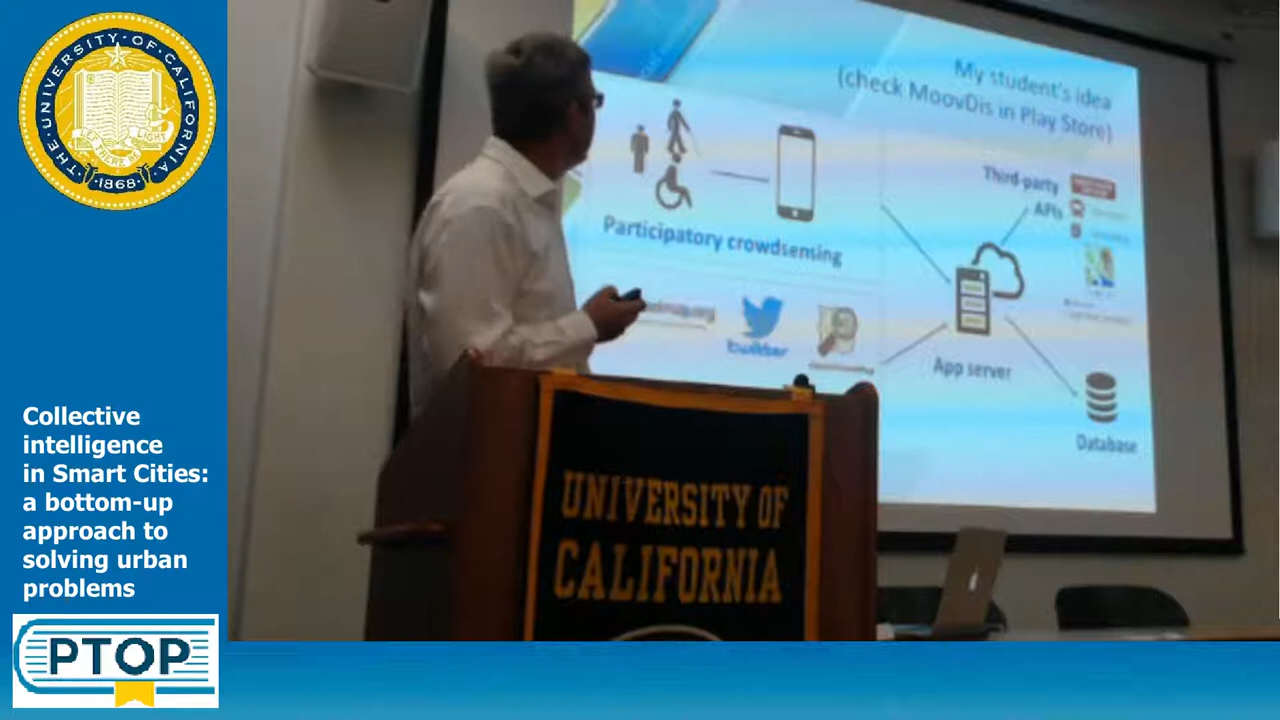 THE UNIVERSITY OF CALIFORNIA
LET THERE BE LIGHT
1868
My student's idea
(check MoovDis in Play Store)
Third-party
APIs
Participatory crowdsensing
twitter
App server
Database
UNIVERSITY OF
CALIFORNIA
Collective
intelligence
in Smart Cities:
a bottom-up
approach to
solving urban
problems
PTOP